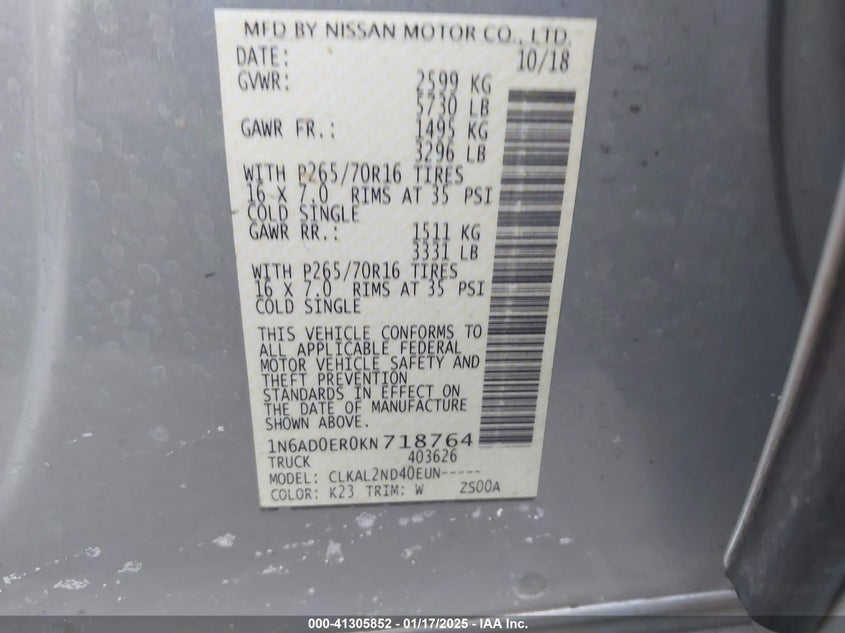 MFD BY NISSAN MOTOR CO., LTD.
DATE: 10/18
GVWR: 2599 KG
5730 LB
GAWR FR.: 1495 KG
3296 LB
WITH P265/70R16 TIRES
16 X 7.0 RIMS AT 35 PSI
COLD SINGLE
GAWR RR.: 1511 KG
3331 LB
WITH P265/70R16 TIRES
16 X 7.0 RIMS AT 35 PSI
COLD SINGLE
THIS VEHICLE CONFORMS TO
ALL APPLICABLE FEDERAL
MOTOR VEHICLE SAFETY AND
THEFT PREVENTION
STANDARDS IN EFFECT ON
THE DATE OF MANUFACTURE
SHOWN ABOVE.
1N6AD0ER0KN718764
TRUCK 403626
MODEL: CLKAL2ND40EUN-----
COLOR: K23 TRIM: W ZS00A
000-41305852 - 01/17/2025 - IAA Inc.